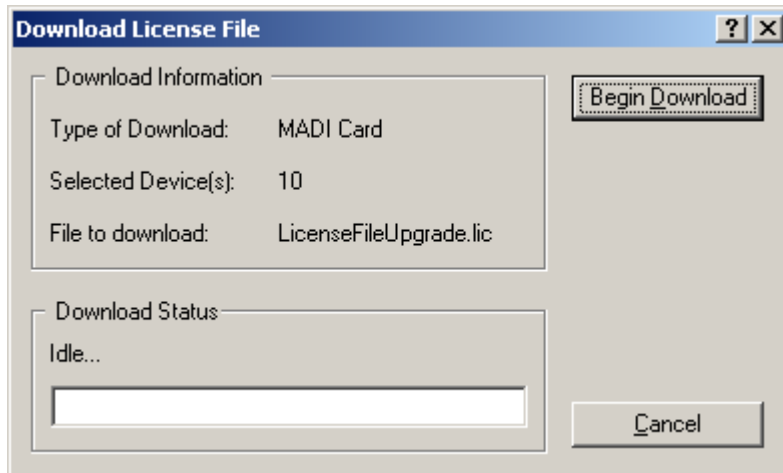 Download License File
Download Information
Begin Download
Type of Download: MADI Card
Selected Device(s): 10
File to download: LicenseFileUpgrade.lic
Download Status
Idle...
Cancel